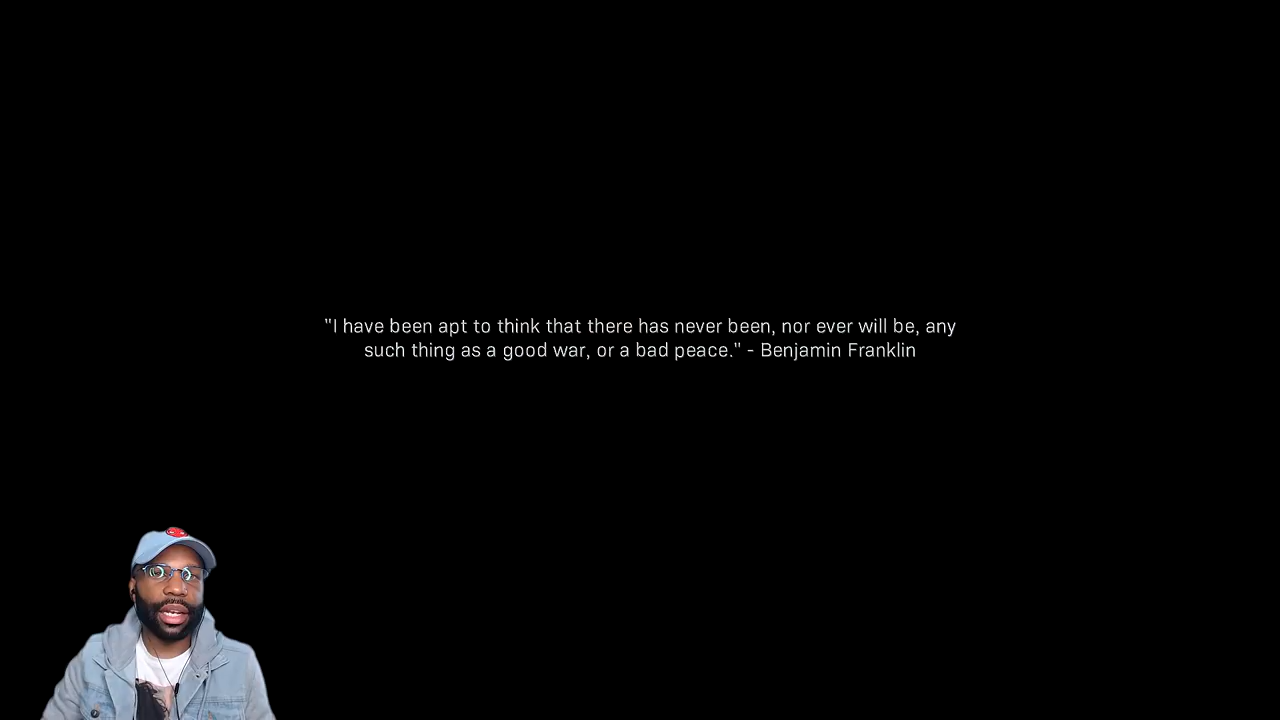 "I have been apt to think that there has never been, nor ever will be, any
such thing as a good war, or a bad peace." - Benjamin Franklin